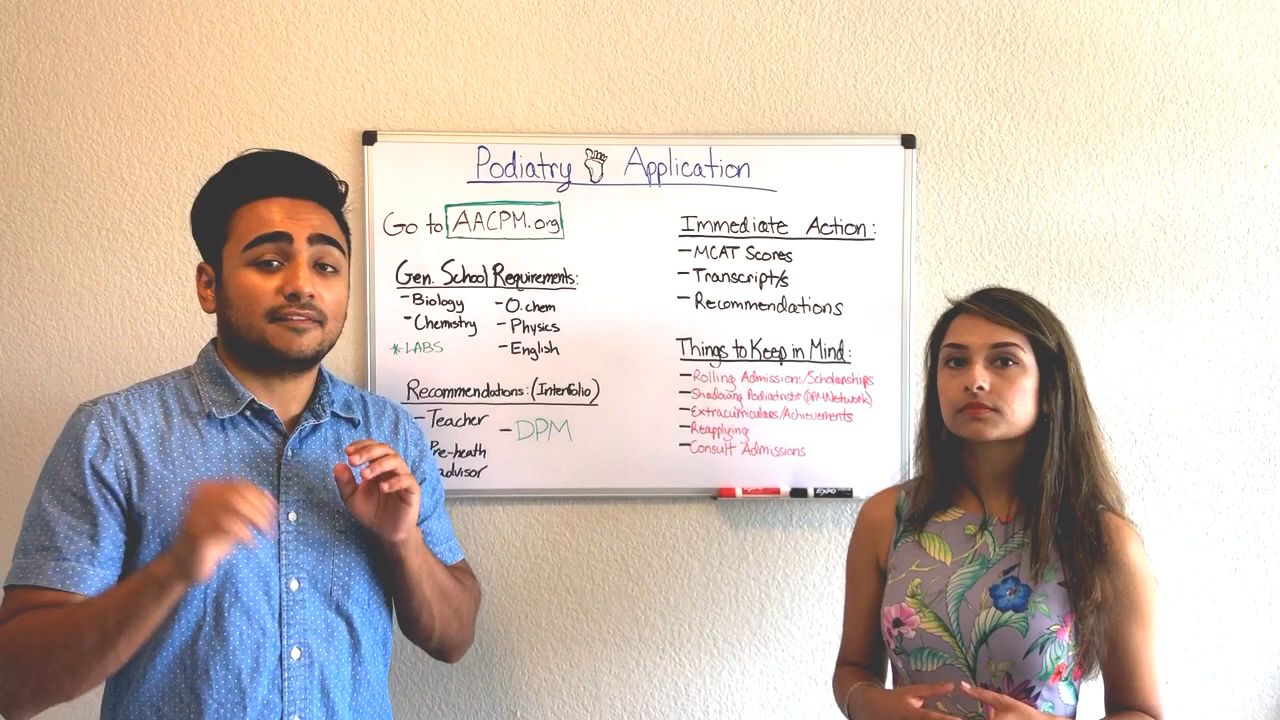 Podiatry Application
Go to AACPM.org
Gen. School Requirements:
- Biology
- Chemistry
* LABS
- O.chem
- Physics
- English
Recommendations: (Interfolio)
- Teacher
Pre-heath
advisor
- DPM
Immediate Action:
- MCAT Scores
- Transcript/s
- Recommendations
Things to Keep in Mind:
- Rolling Admissions/Scholarships
- Shadowing Podiatrist (DPM Network)
- Extracurriculars/Achievements
- Reapplying
- Consult Admissions
EXPO